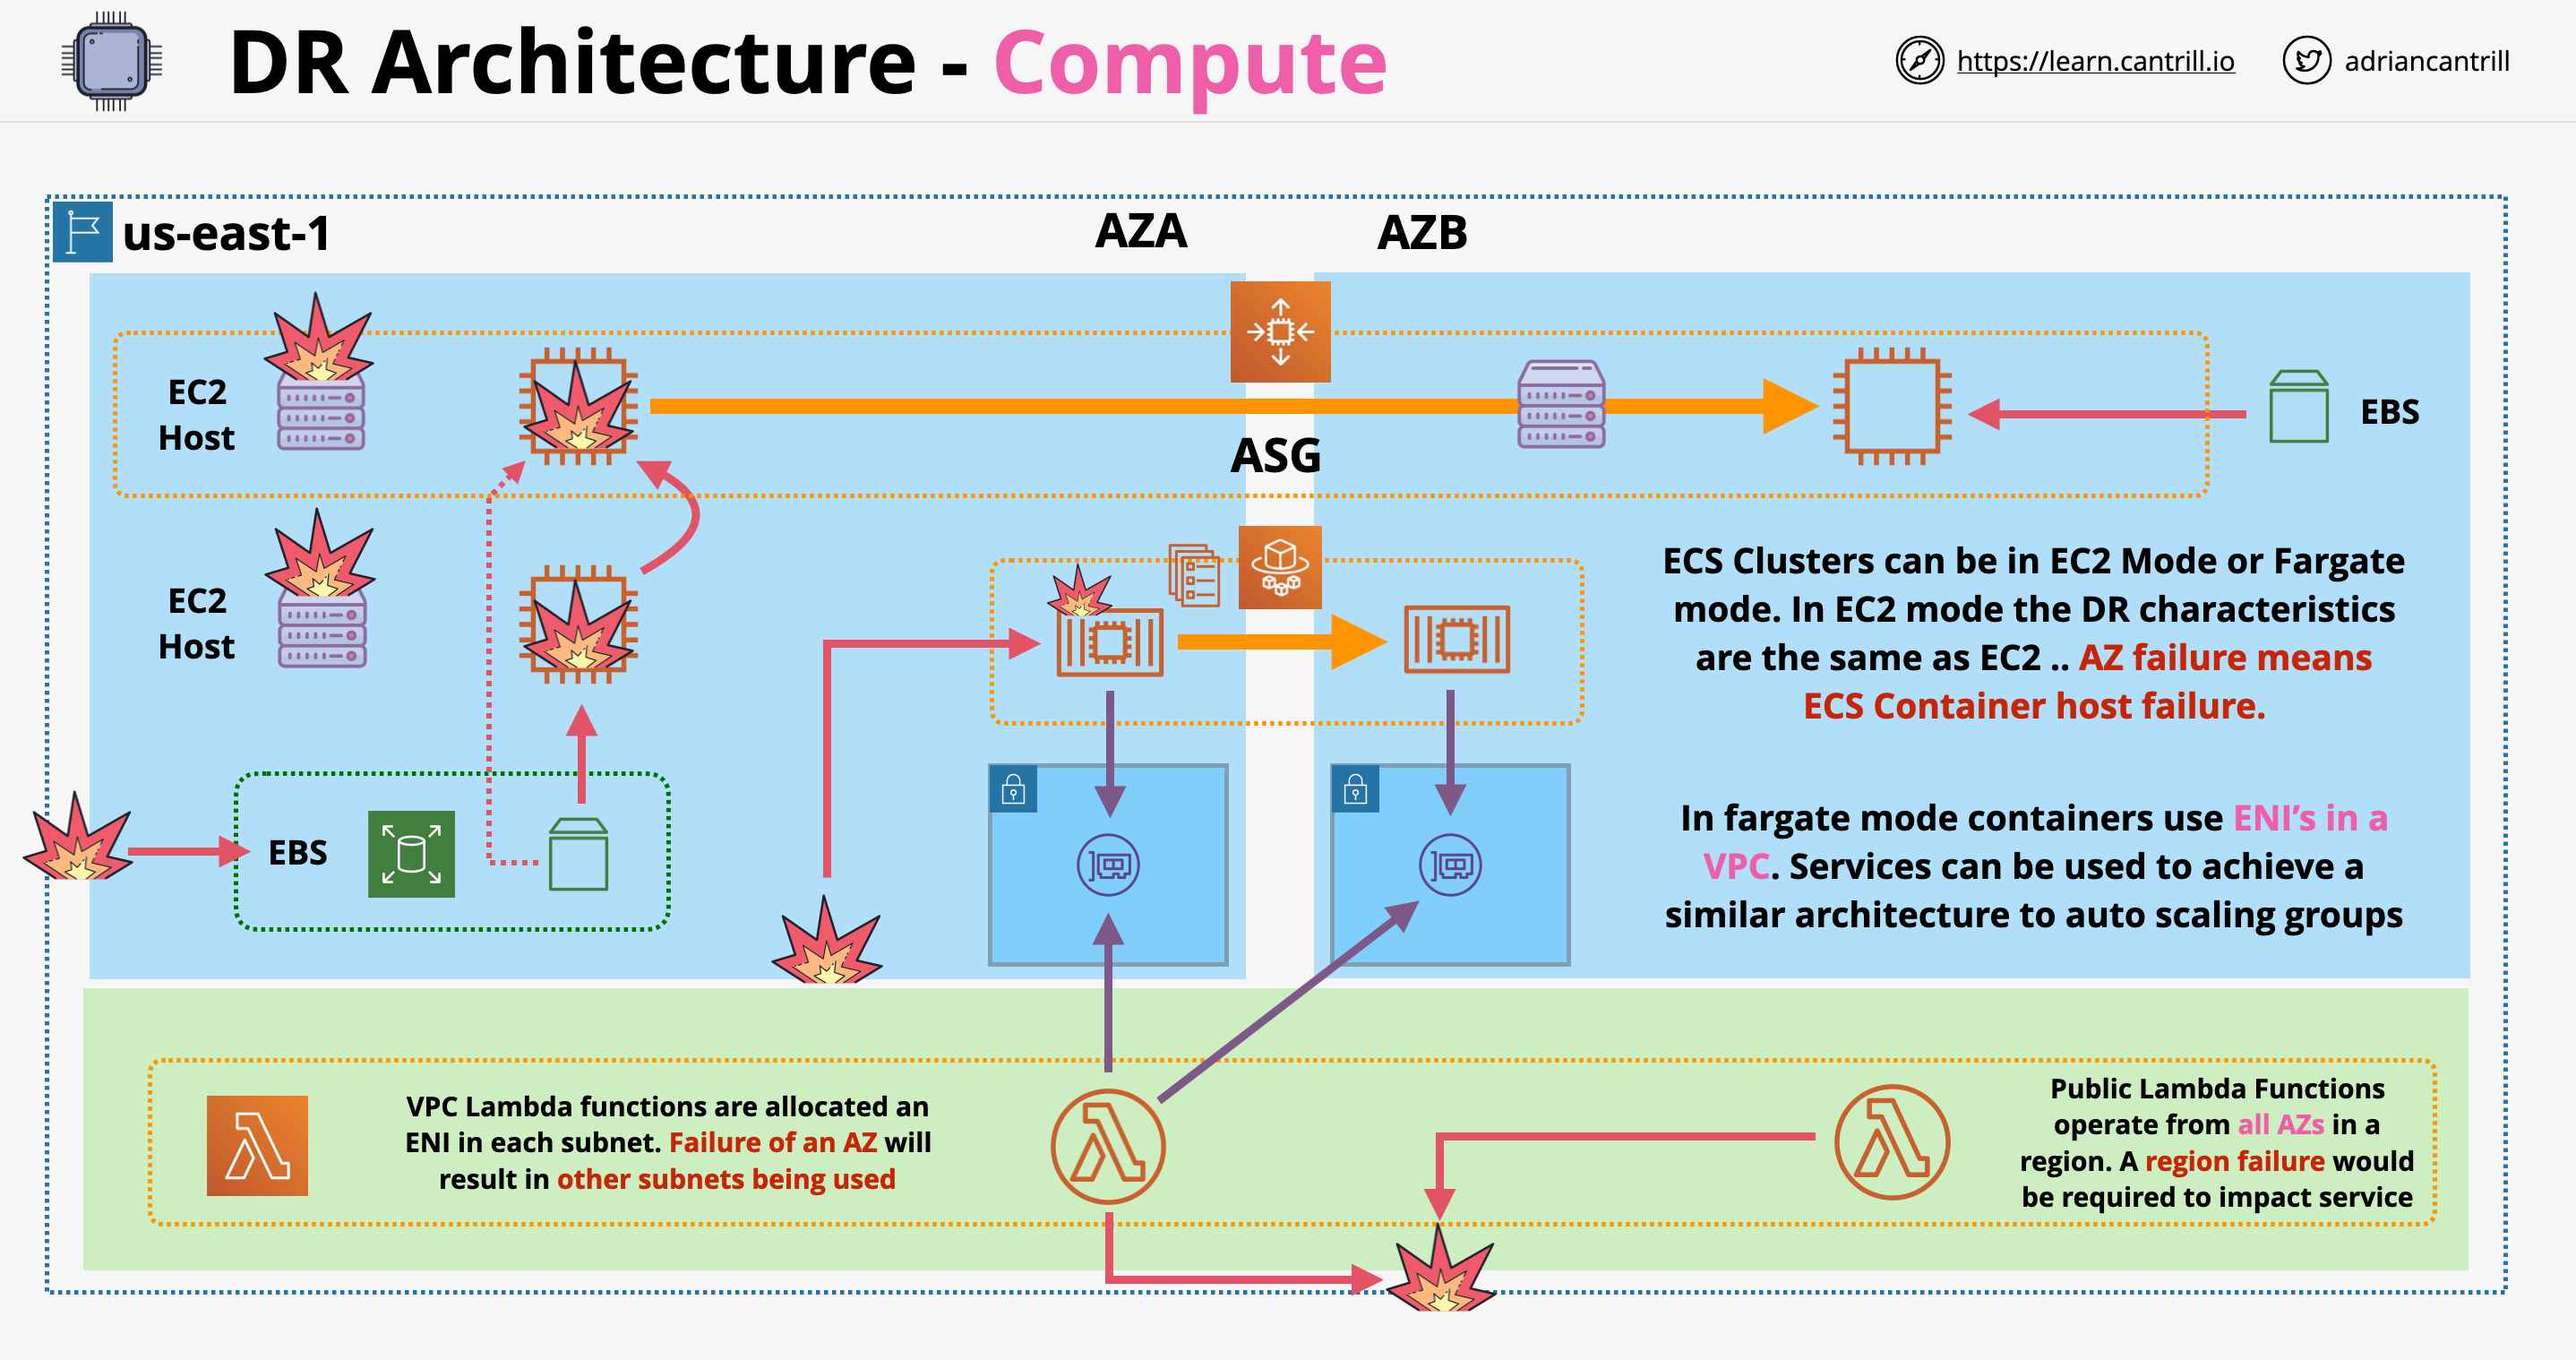 DR Architecture - Compute
https://learn.cantrill.io
adriancantrill
us-east-1
AZA
AZB
EC2
Host
ASG
EBS
EC2
Host
ECS Clusters can be in EC2 Mode or Fargate
mode. In EC2 mode the DR characteristics
are the same as EC2 .. AZ failure means
ECS Container host failure.
EBS
In fargate mode containers use ENI’s in a
VPC. Services can be used to achieve a
similar architecture to auto scaling groups
VPC Lambda functions are allocated an
ENI in each subnet. Failure of an AZ will
result in other subnets being used
Public Lambda Functions
operate from all AZs in a
region. A region failure would
be required to impact service